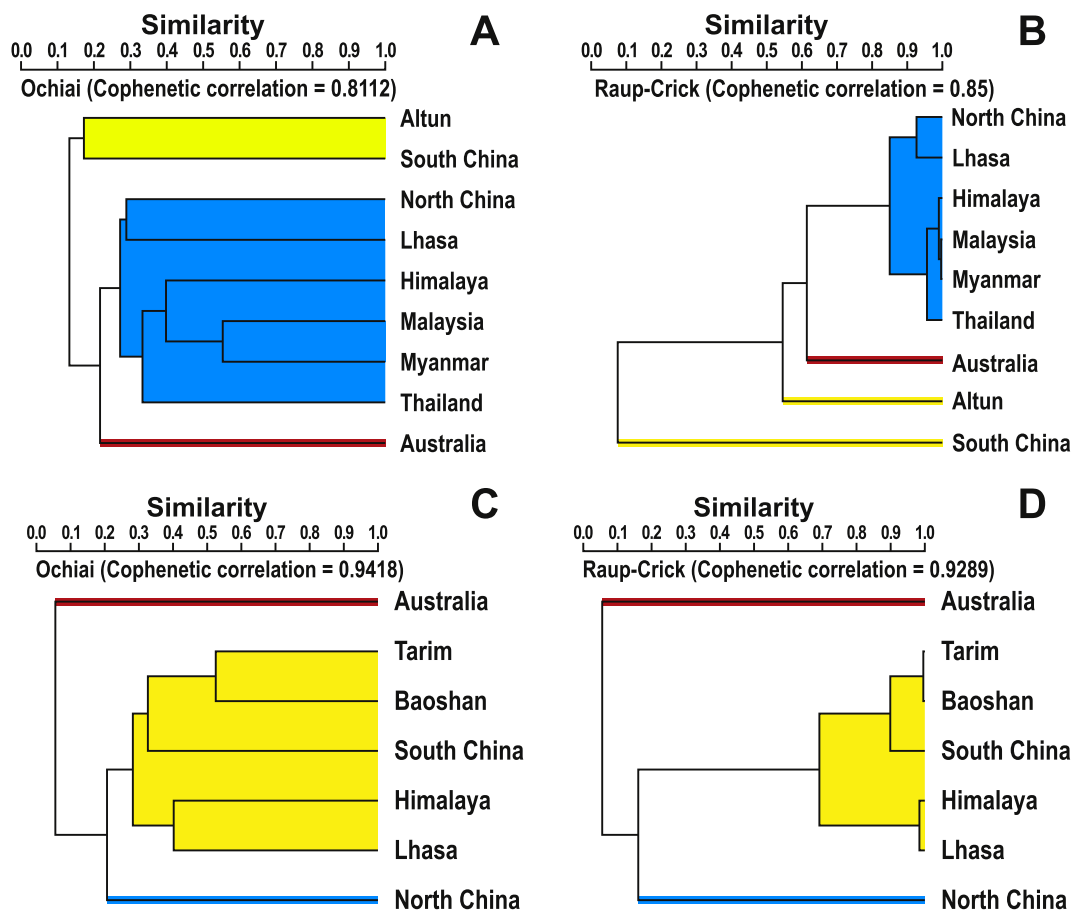 Similarity
A
0.0 0.1 0.2 0.3 0.4 0.5 0.6 0.7 0.8 0.9 1.0
Ochiai (Cophenetic correlation = 0.8112)
Altun
South China
North China
Lhasa
Himalaya
Malaysia
Myanmar
Thailand
Australia
Similarity
B
0.0 0.1 0.2 0.3 0.4 0.5 0.6 0.7 0.8 0.9 1.0
Raup-Crick (Cophenetic correlation = 0.85)
North China
Lhasa
Himalaya
Malaysia
Myanmar
Thailand
Australia
Altun
South China
Similarity
C
0.0 0.1 0.2 0.3 0.4 0.5 0.6 0.7 0.8 0.9 1.0
Ochiai (Cophenetic correlation = 0.9418)
Australia
Tarim
Baoshan
South China
Himalaya
Lhasa
North China
Similarity
D
0.0 0.1 0.2 0.3 0.4 0.5 0.6 0.7 0.8 0.9 1.0
Raup-Crick (Cophenetic correlation = 0.9289)
Australia
Tarim
Baoshan
South China
Himalaya
Lhasa
North China